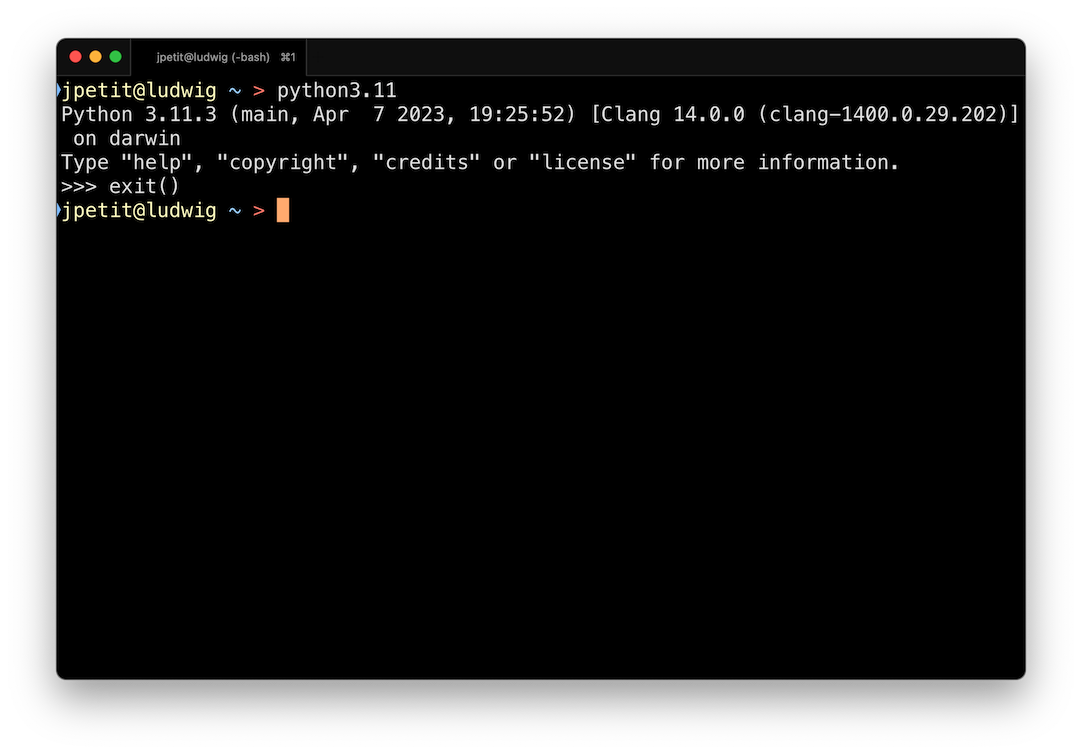 jpetit@ludwig (-bash) ⌘1
jpetit@ludwig ~ > python3.11
Python 3.11.3 (main, Apr  7 2023, 19:25:52) [Clang 14.0.0 (clang-1400.0.29.202)]
 on darwin
Type "help", "copyright", "credits" or "license" for more information.
>>> exit()
jpetit@ludwig ~ >